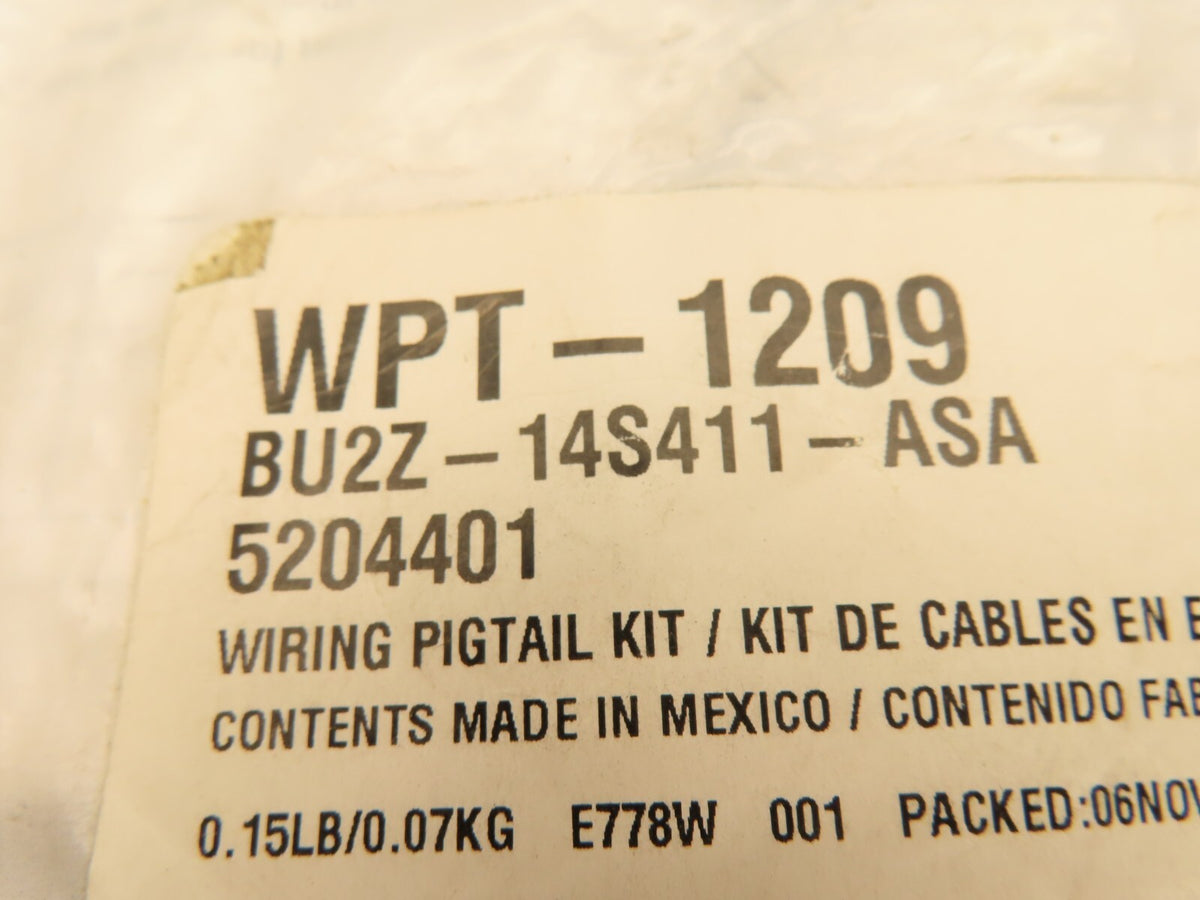 WPT-1209
BU2Z-14S411-ASA
5204401
WIRING PIGTAIL KIT / KIT DE CABLES EN
CONTENTS MADE IN MEXICO / CONTENIDO
0.15LB/0.07KG E778W 001 PACKED:06NOV